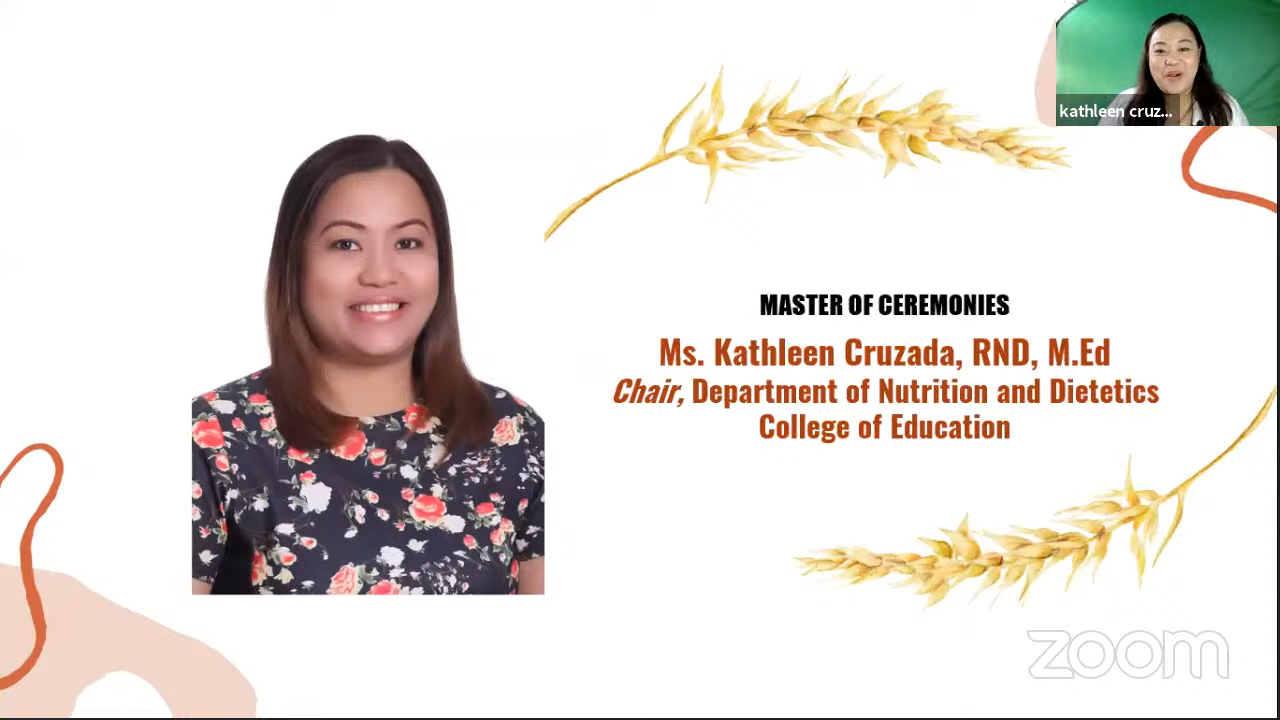 kathleen cruz...
MASTER OF CEREMONIES
Ms. Kathleen Cruzada, RND, M.Ed
Chair, Department of Nutrition and Dietetics
College of Education
zoom